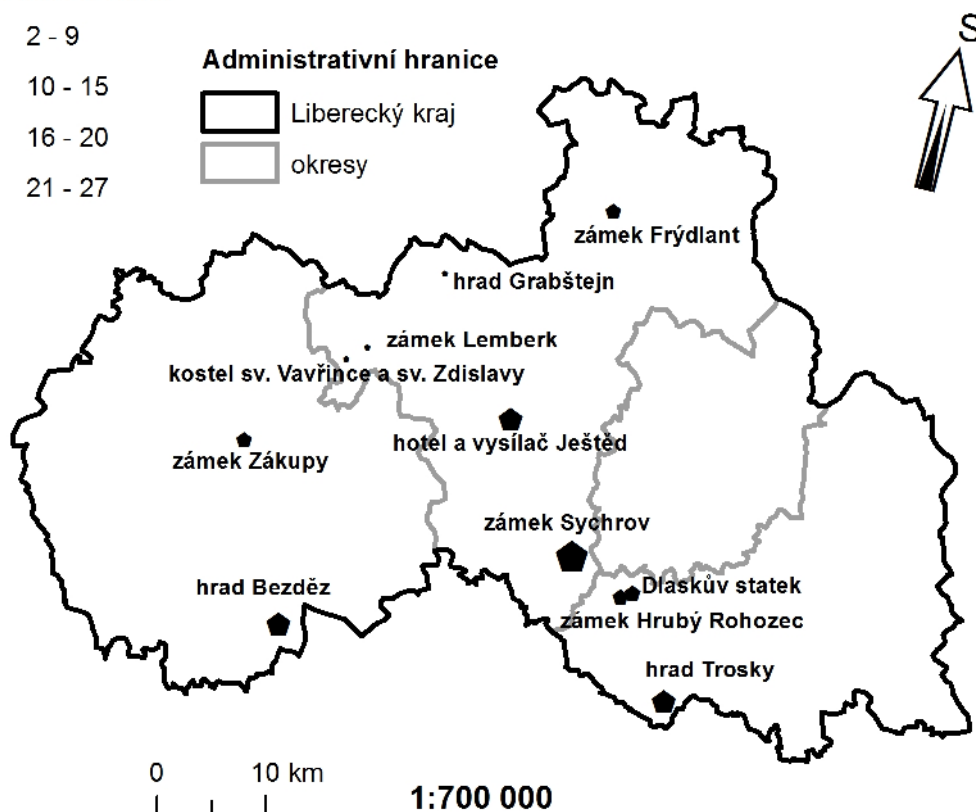 2 - 9
10 - 15
16 - 20
21 - 27
Administrativní hranice
Liberecký kraj
okresy
S
zámek Frýdlant
hrad Grabštejn
zámek Lemberk
kostel sv. Vavřince a sv. Zdislavy
hotel a vysílač Ještěd
zámek Zákupy
zámek Sychrov
hrad Bezděz
Dlaskův statek
zámek Hrubý Rohozec
hrad Trosky
0 10 km
1:700 000